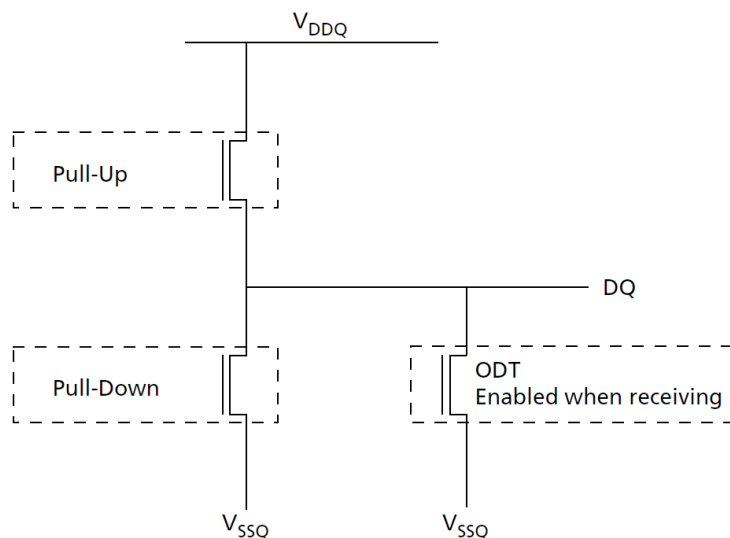 VDDQ
Pull-Up
DQ
Pull-Down
ODT
Enabled when receiving
VSSQ
VSSQ